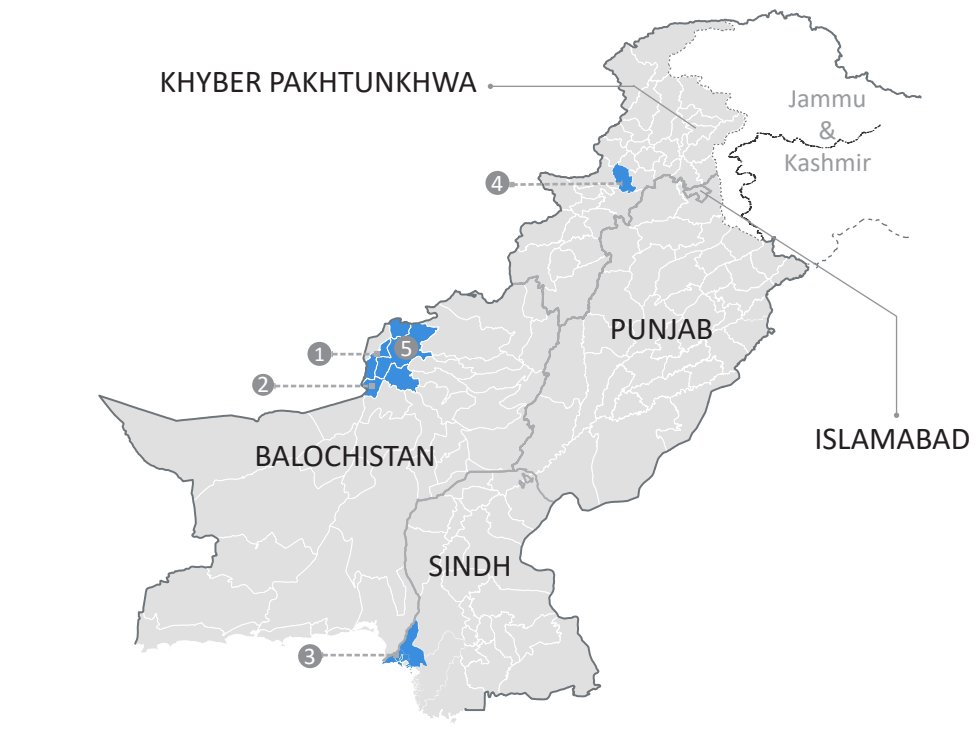 KHYBER PAKHTUNKHWA
Jammu
&
Kashmir
4
PUNJAB
1
5
2
ISLAMABAD
BALOCHISTAN
SINDH
3